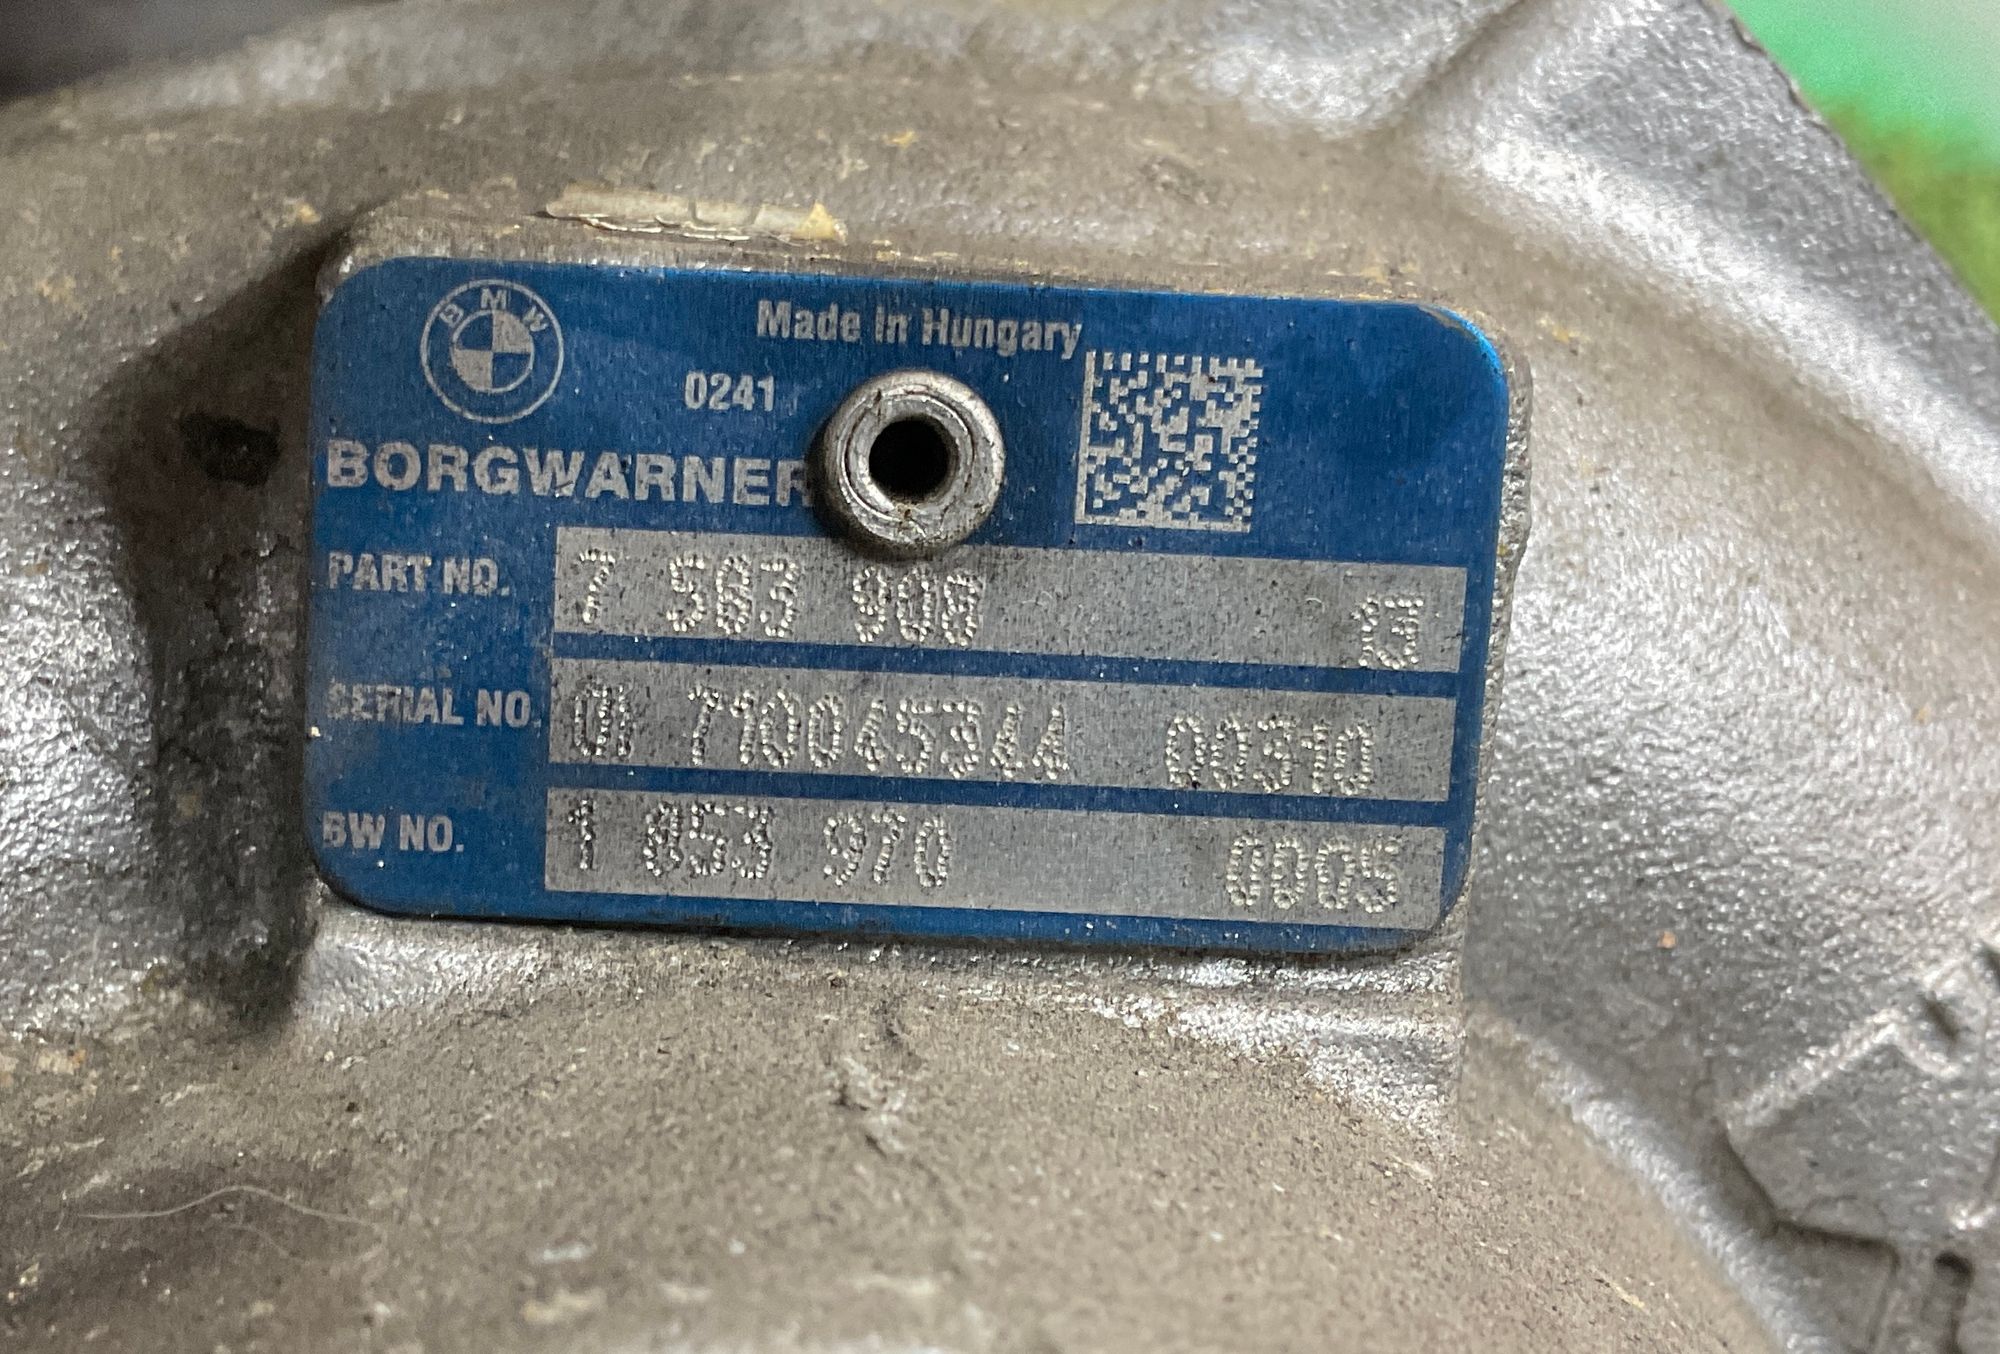 BMW
Made in Hungary
0241
BORGWARNER
PART NO. 7 583 908
SERIAL NO. 710045344 00310
BW NO. 1 853 970 0005